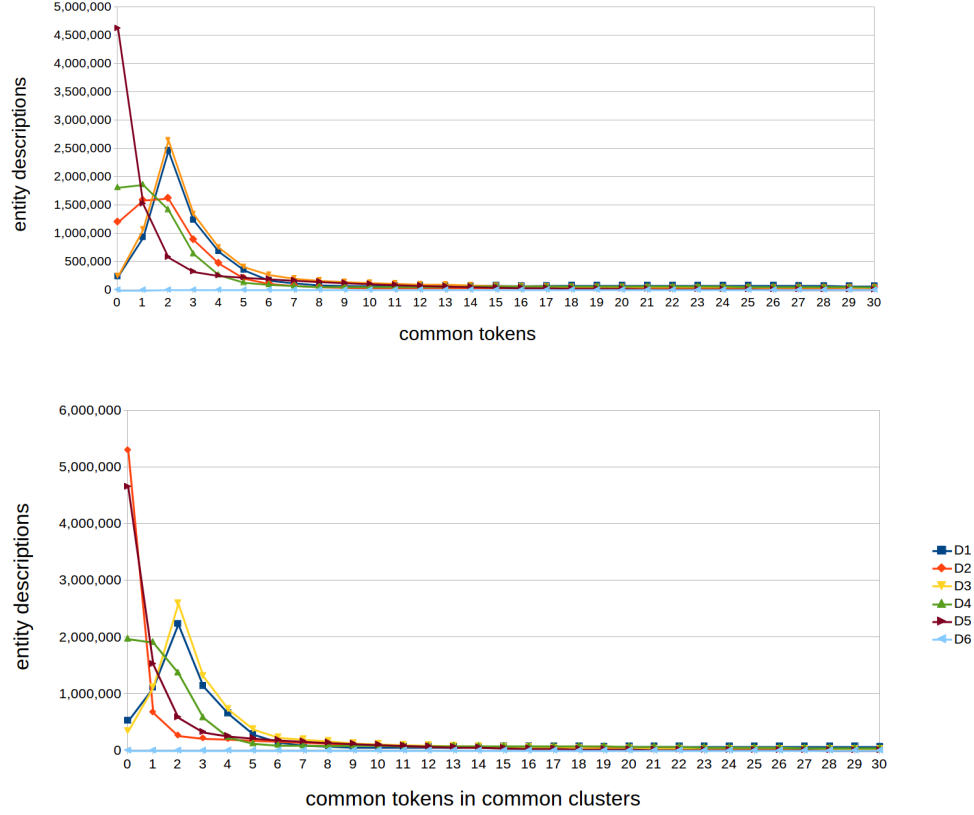 5,000,000
4,500,000
4,000,000
3,500,000
3,000,000
2,500,000
2,000,000
1,500,000
1,000,000
500,000
0
entity descriptions
0 1 2 3 4 5 6 7 8 9 10 11 12 13 14 15 16 17 18 19 20 21 22 23 24 25 26 27 28 29 30
common tokens
6,000,000
5,000,000
4,000,000
3,000,000
2,000,000
1,000,000
0
entity descriptions
0 1 2 3 4 5 6 7 8 9 10 11 12 13 14 15 16 17 18 19 20 21 22 23 24 25 26 27 28 29 30
common tokens in common clusters
D1
D2
D3
D4
D5
D6